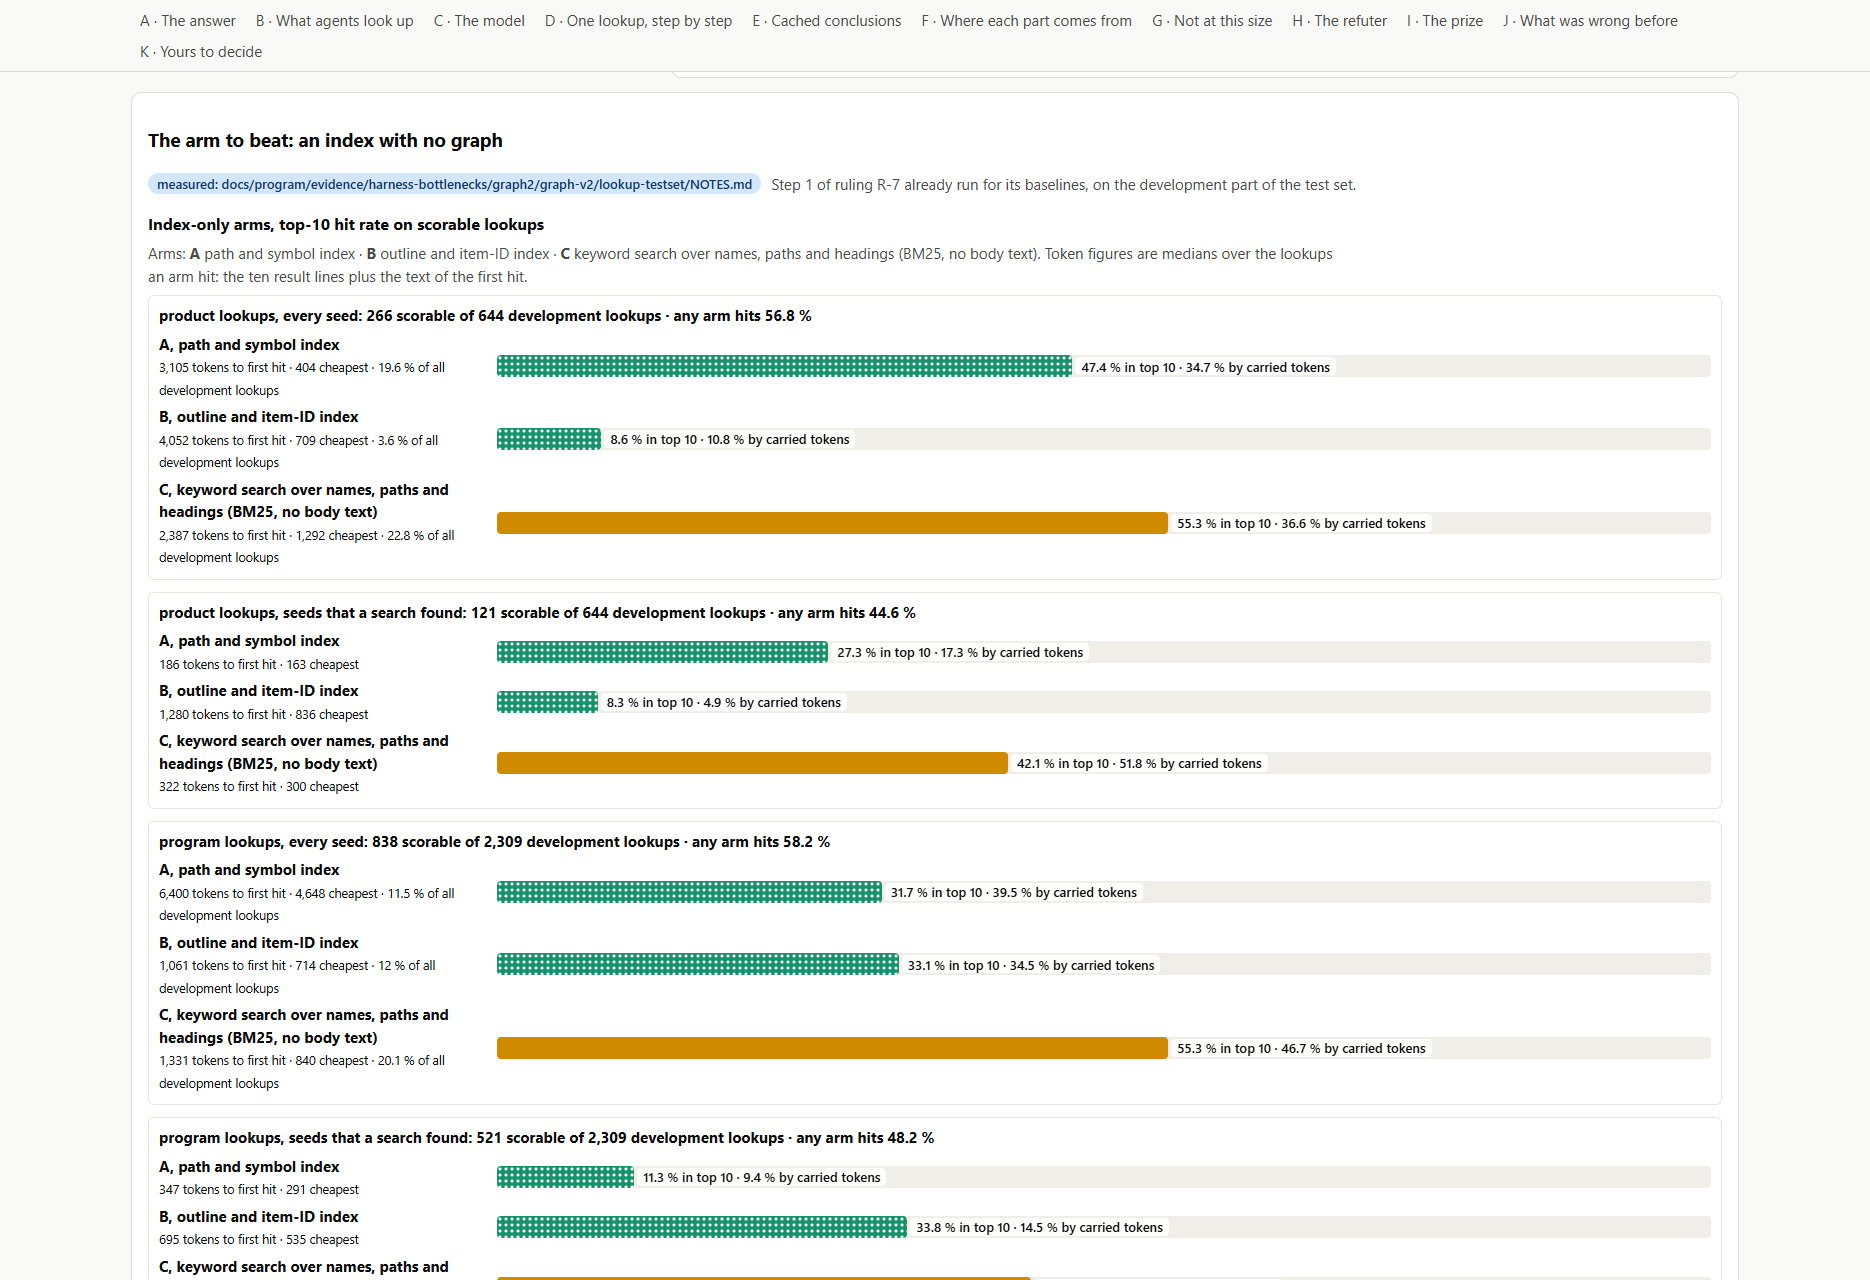 A · The answer B · What agents look up C · The model D · One lookup, step by step E · Cached conclusions F · Where each part comes from G · Not at this size H · The refuter I · The prize J · What was wrong before
K · Yours to decide
The arm to beat: an index with no graph
measured: docs/program/evidence/harness-bottlenecks/graph2/graph-v2/lookup-testset/NOTES.md Step 1 of ruling R-7 already run for its baselines, on the development part of the test set.
Index-only arms, top-10 hit rate on scorable lookups
Arms: A path and symbol index · B outline and item-ID index · C keyword search over names, paths and headings (BM25, no body text). Token figures are medians over the lookups
an arm hit: the ten result lines plus the text of the first hit.
product lookups, every seed: 266 scorable of 644 development lookups · any arm hits 56.8 %
A, path and symbol index
3,105 tokens to first hit · 404 cheapest · 19.6 % of all
development lookups
47.4 % in top 10 · 34.7 % by carried tokens
B, outline and item-ID index
4,052 tokens to first hit · 709 cheapest · 3.6 % of all
development lookups
8.6 % in top 10 · 10.8 % by carried tokens
C, keyword search over names, paths and
headings (BM25, no body text)
2,387 tokens to first hit · 1,292 cheapest · 22.8 % of all
development lookups
55.3 % in top 10 · 36.6 % by carried tokens
product lookups, seeds that a search found: 121 scorable of 644 development lookups · any arm hits 44.6 %
A, path and symbol index
186 tokens to first hit · 163 cheapest
27.3 % in top 10 · 17.3 % by carried tokens
B, outline and item-ID index
1,280 tokens to first hit · 836 cheapest
8.3 % in top 10 · 4.9 % by carried tokens
C, keyword search over names, paths and
headings (BM25, no body text)
322 tokens to first hit · 300 cheapest
42.1 % in top 10 · 51.8 % by carried tokens
program lookups, every seed: 838 scorable of 2,309 development lookups · any arm hits 58.2 %
A, path and symbol index
6,400 tokens to first hit · 4,648 cheapest · 11.5 % of all
development lookups
31.7 % in top 10 · 39.5 % by carried tokens
B, outline and item-ID index
1,061 tokens to first hit · 714 cheapest · 12 % of all
development lookups
33.1 % in top 10 · 34.5 % by carried tokens
C, keyword search over names, paths and
headings (BM25, no body text)
1,331 tokens to first hit · 840 cheapest · 20.1 % of all
development lookups
55.3 % in top 10 · 46.7 % by carried tokens
program lookups, seeds that a search found: 521 scorable of 2,309 development lookups · any arm hits 48.2 %
A, path and symbol index
347 tokens to first hit · 291 cheapest
11.3 % in top 10 · 9.4 % by carried tokens
B, outline and item-ID index
695 tokens to first hit · 535 cheapest
33.8 % in top 10 · 14.5 % by carried tokens
C, keyword search over names, paths and